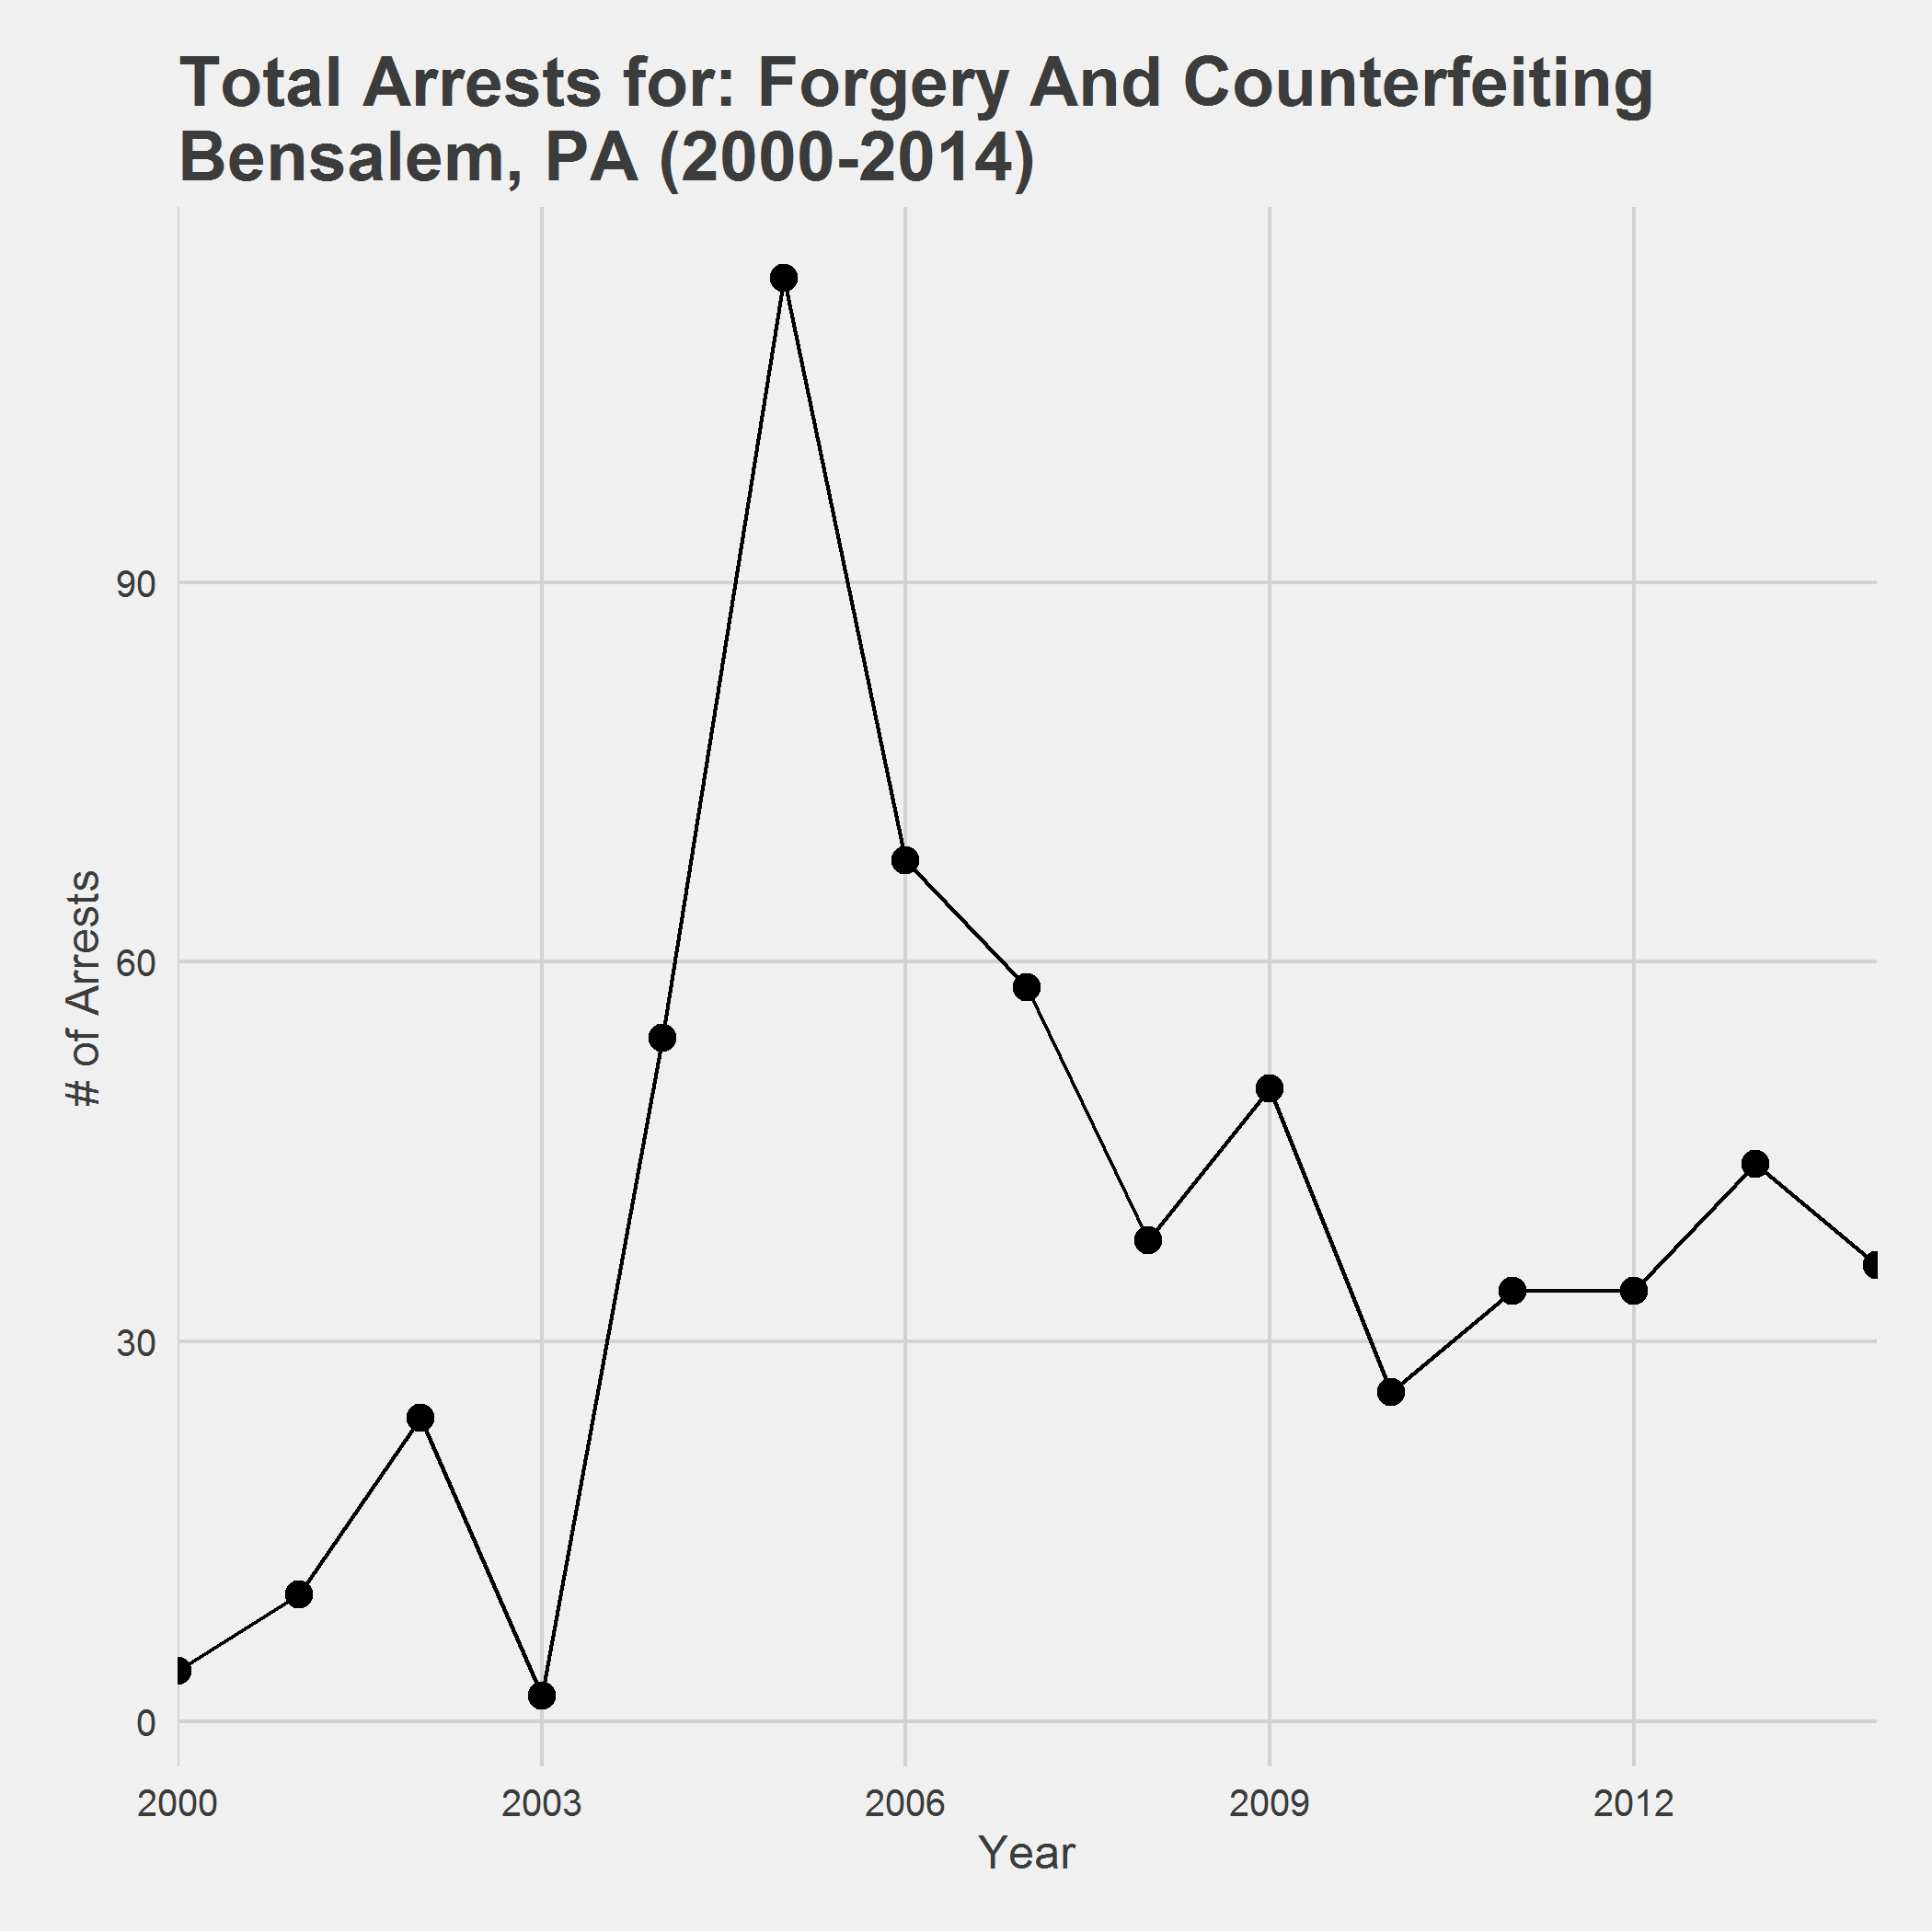 Total Arrests for: Forgery And Counterfeiting
Bensalem, PA (2000-2014)
# of Arrests
90
60
30
0
2000 2003 2006 2009 2012
Year